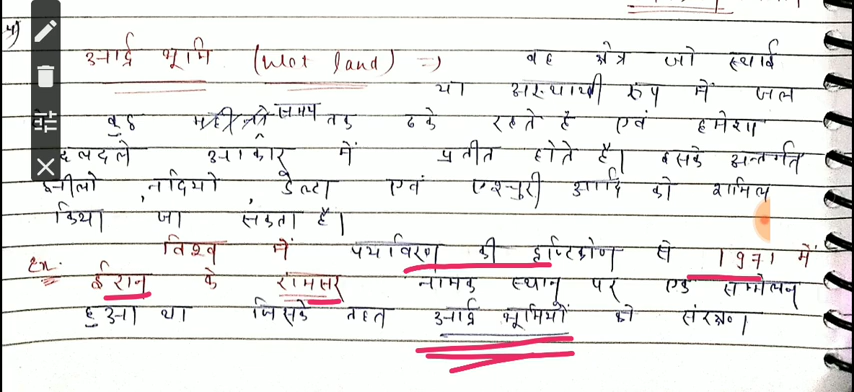 आर्द्र भूमि (Wet land) ⇒ वह क्षेत्र जो स्थाई
या अस्थायी रूप में जल
कुछ समय तक ढके रहते है एवं हमेशा
दलदले आकार में प्रतीत होते है। इसके अन्तर्गत
झीलो, नदियो, डेल्टा एवं एश्चुरी आदि को शामिल
किया जा सकता है।
विश्व में पर्यावरण की दृष्टिकोण से 1971 में
Ex. ईरान के रामसर नामक स्थान पर एक सम्मेलन
हुआ था जिसके तहत आर्द्र भूमियों को संरक्षण।